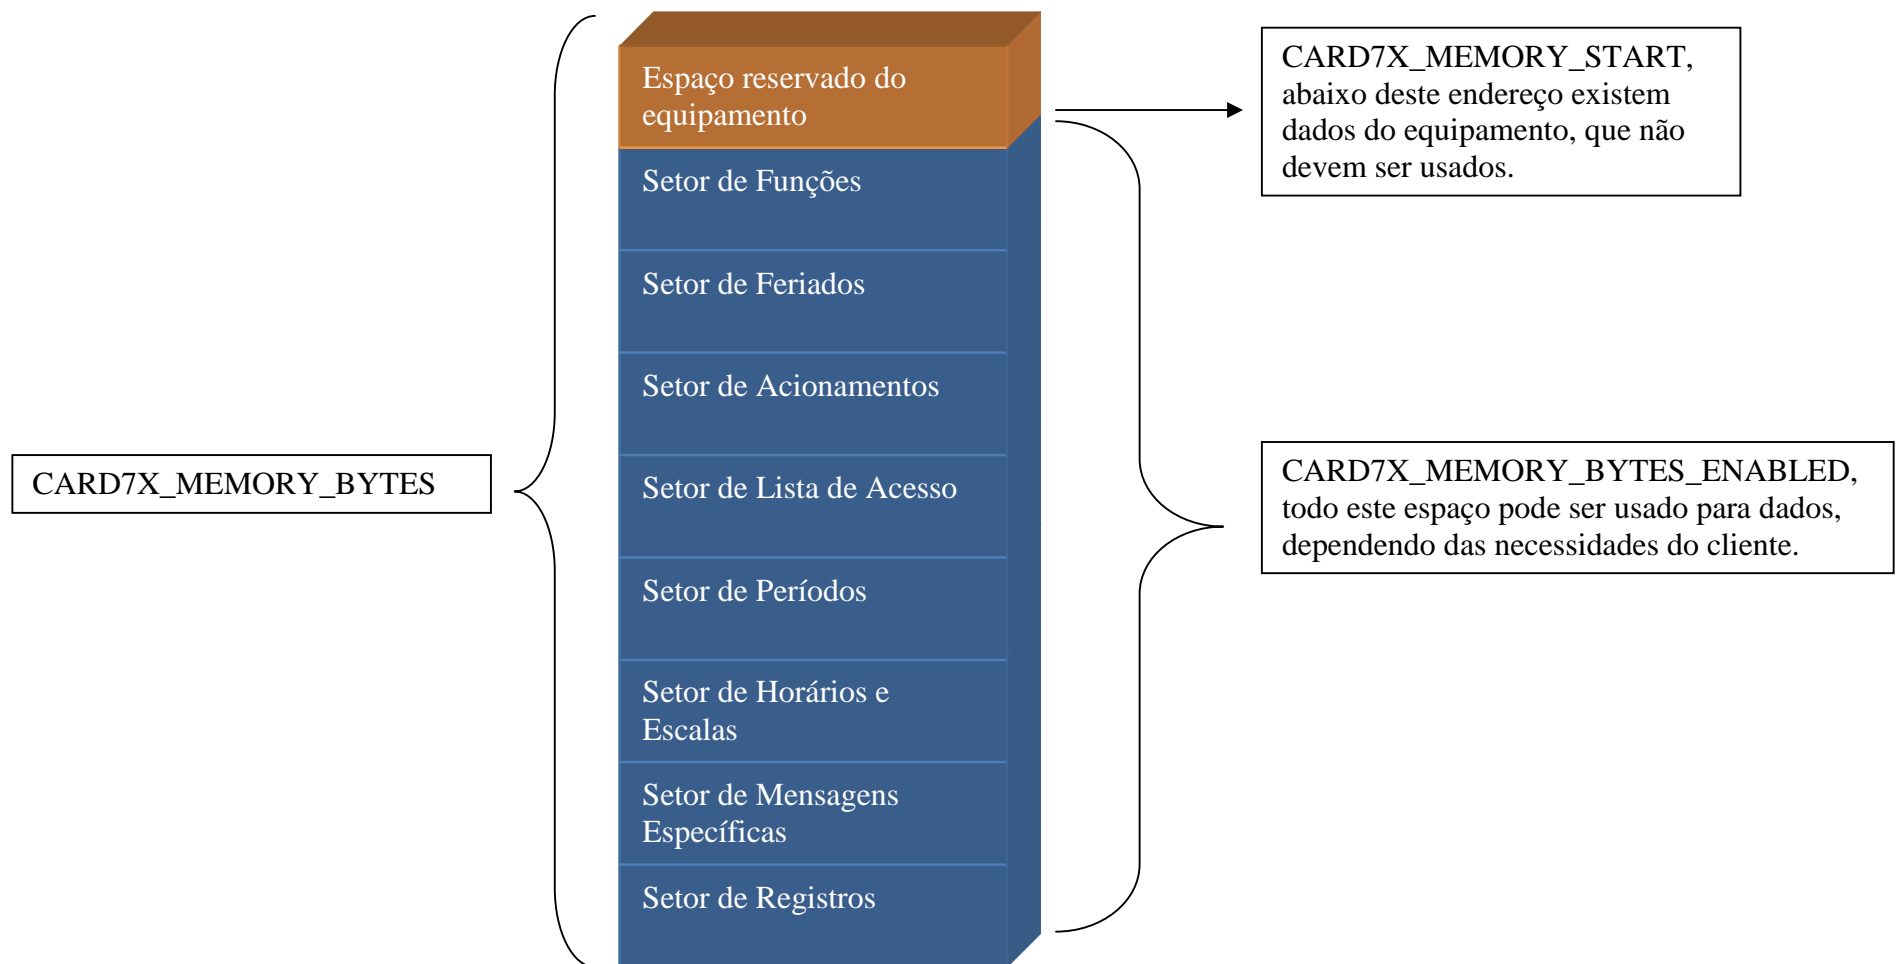 CARD7X_MEMORY_BYTES
Espaço reservado do
equipamento
Setor de Funções
Setor de Feriados
Setor de Acionamentos
Setor de Lista de Acesso
Setor de Períodos
Setor de Horários e
Escalas
Setor de Mensagens
Específicas
Setor de Registros
CARD7X_MEMORY_START,
abaixo deste endereço existem
dados do equipamento, que não
devem ser usados.
CARD7X_MEMORY_BYTES_ENABLED,
todo este espaço pode ser usado para dados,
dependendo das necessidades do cliente.